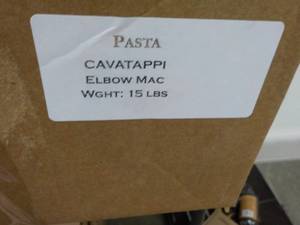 Pasta
CAVATAPPI
Elbow Mac
Wght: 15 lbs